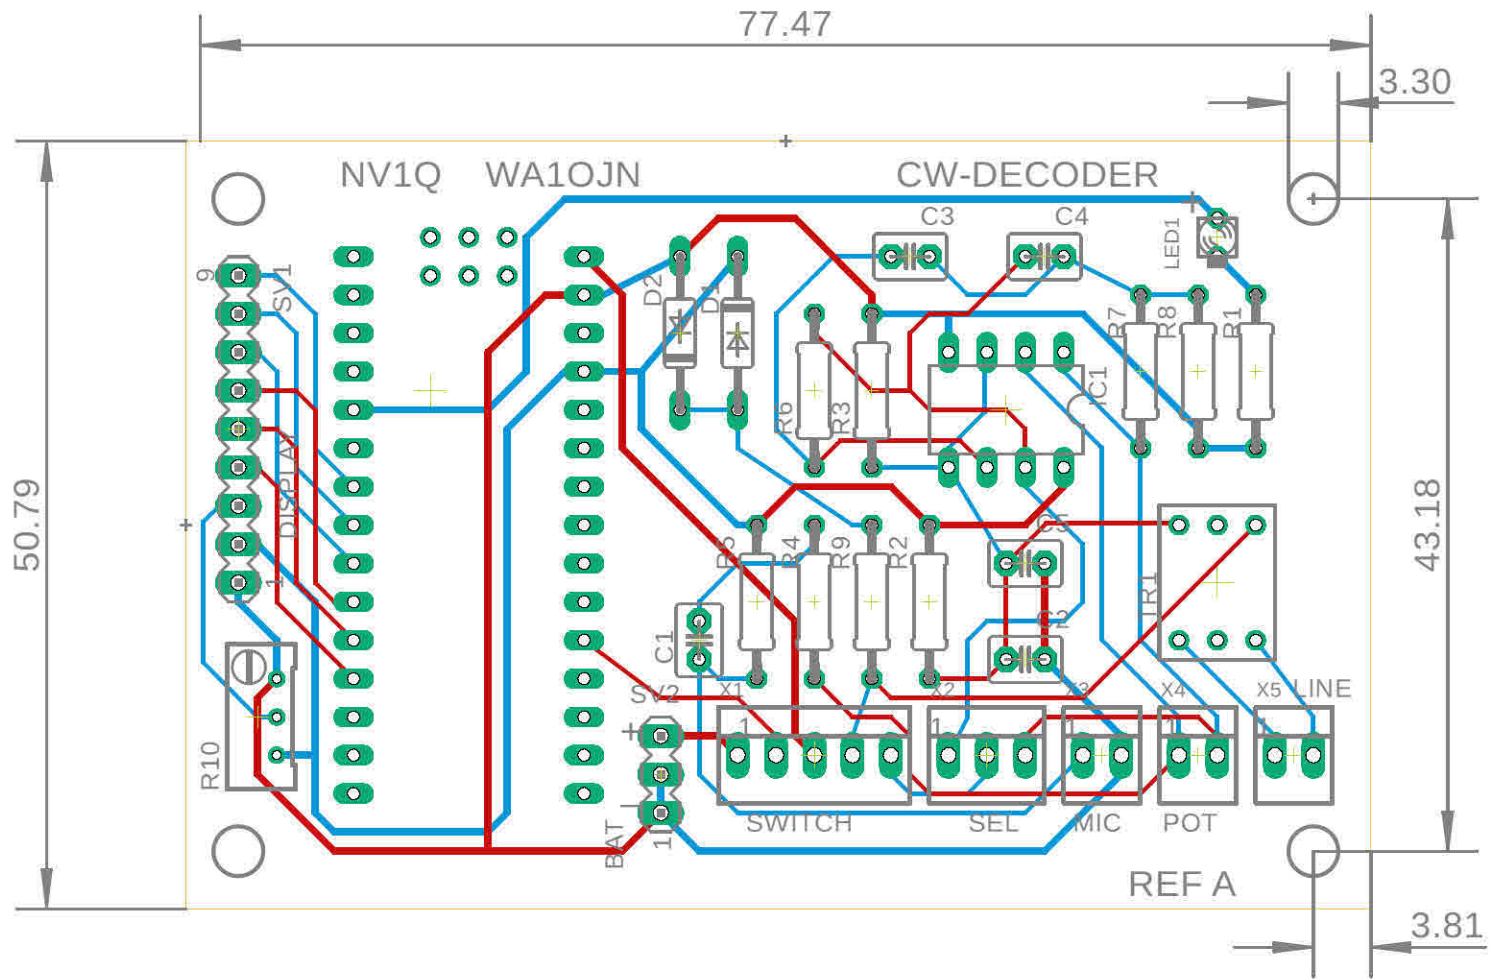 77.47
3.30
NV1Q WA1OJN CW-DECODER
+
C3 C4
LED1
9
SV1
D2 D1
R7 R8 R1
IC1
R6 R3
DISPLAY
50.79
43.18
C5
R5 R4 R9 R2
1
TR1
C2
C1
SV2 X1 X2 X3 X4 X5 LINE
+
1 1 1 1 1
R10
BAT
1
SWITCH SEL MIC POT
REF A
3.81